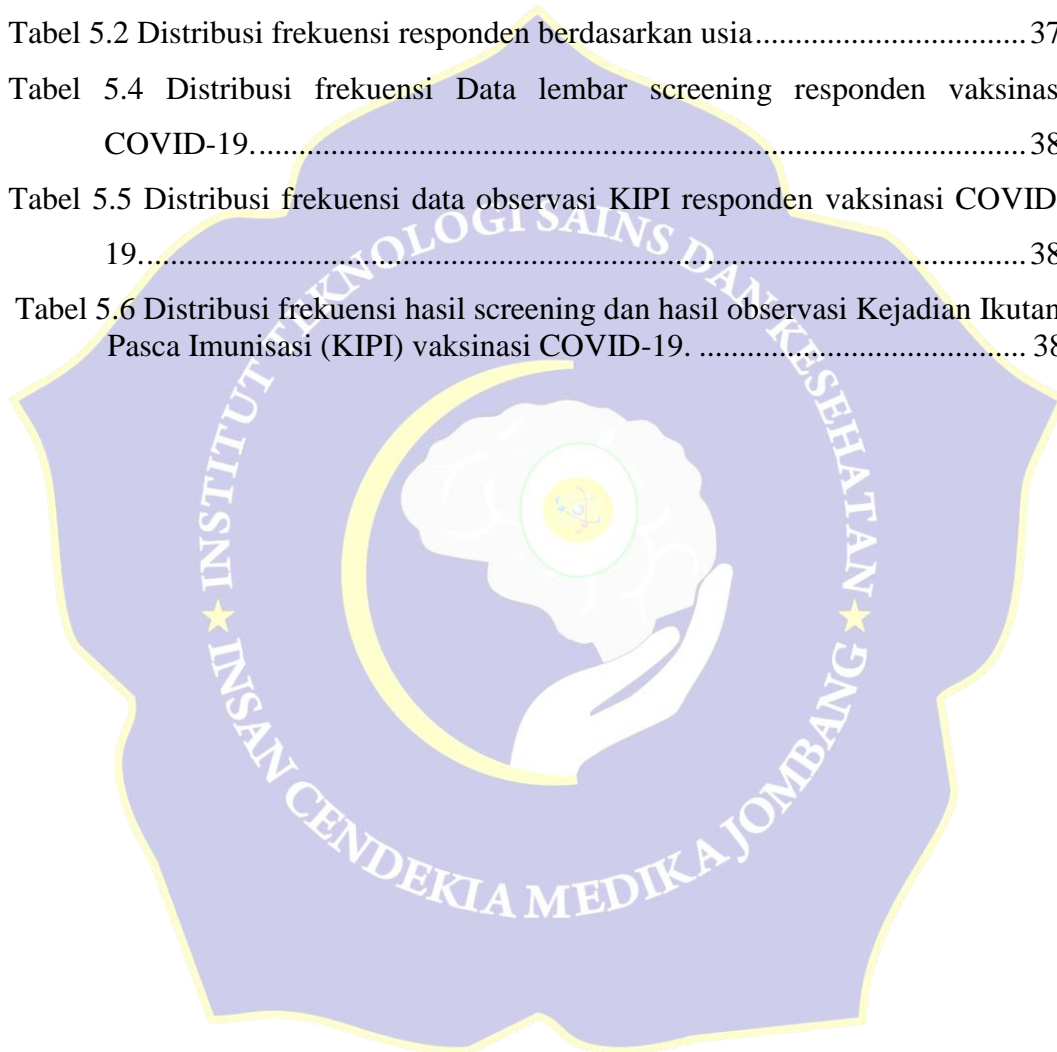 Tabel 5.2 Distribusi frekuensi responden berdasarkan usia................................. 37
Tabel 5.4 Distribusi frekuensi Data lembar screening responden vaksinas
COVID-19................................................................................................ 38
Tabel 5.5 Distribusi frekuensi data observasi KIPI responden vaksinasi COVID
19.............................................................................................................. 38
Tabel 5.6 Distribusi frekuensi hasil screening dan hasil observasi Kejadian Ikutan
Pasca Imunisasi (KIPI) vaksinasi COVID-19. ........................................ 38
INSTITUT TEKNOLOGI SAINS DAN KESEHATAN
INSAN CENDEKIA MEDIKA JOMBANG